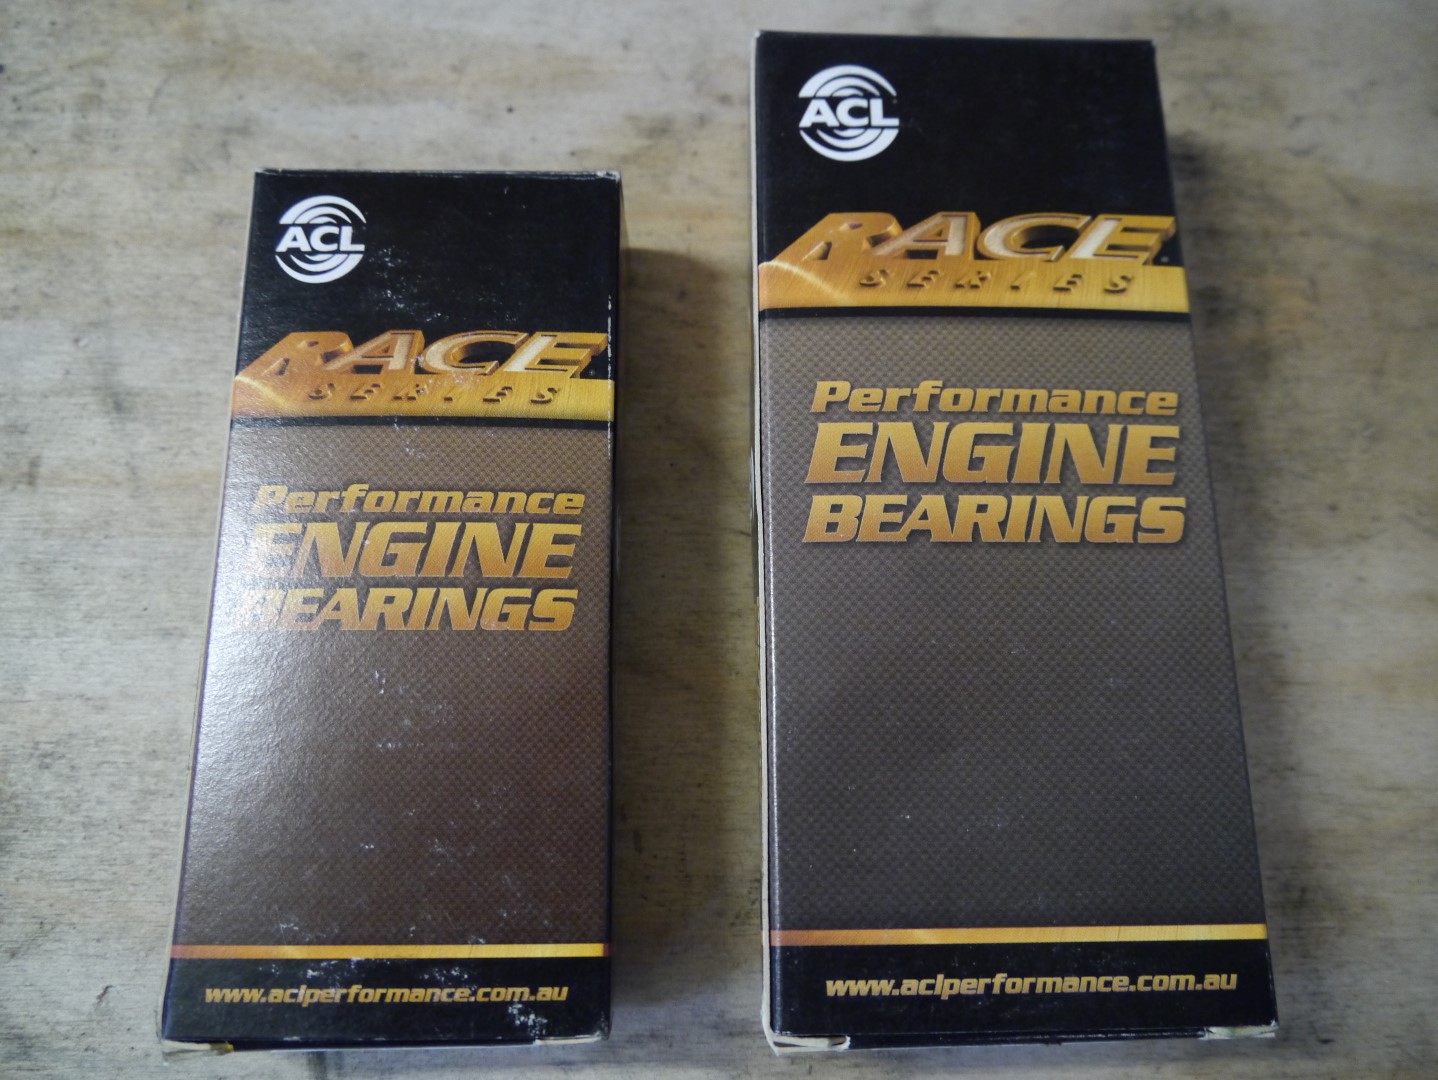 ACL
RACE
SERIES
Performance
ENGINE
BEARINGS
www.aclperformance.com.au
ACL
RACE
SERIES
Performance
ENGINE
BEARINGS
www.aclperformance.com.au